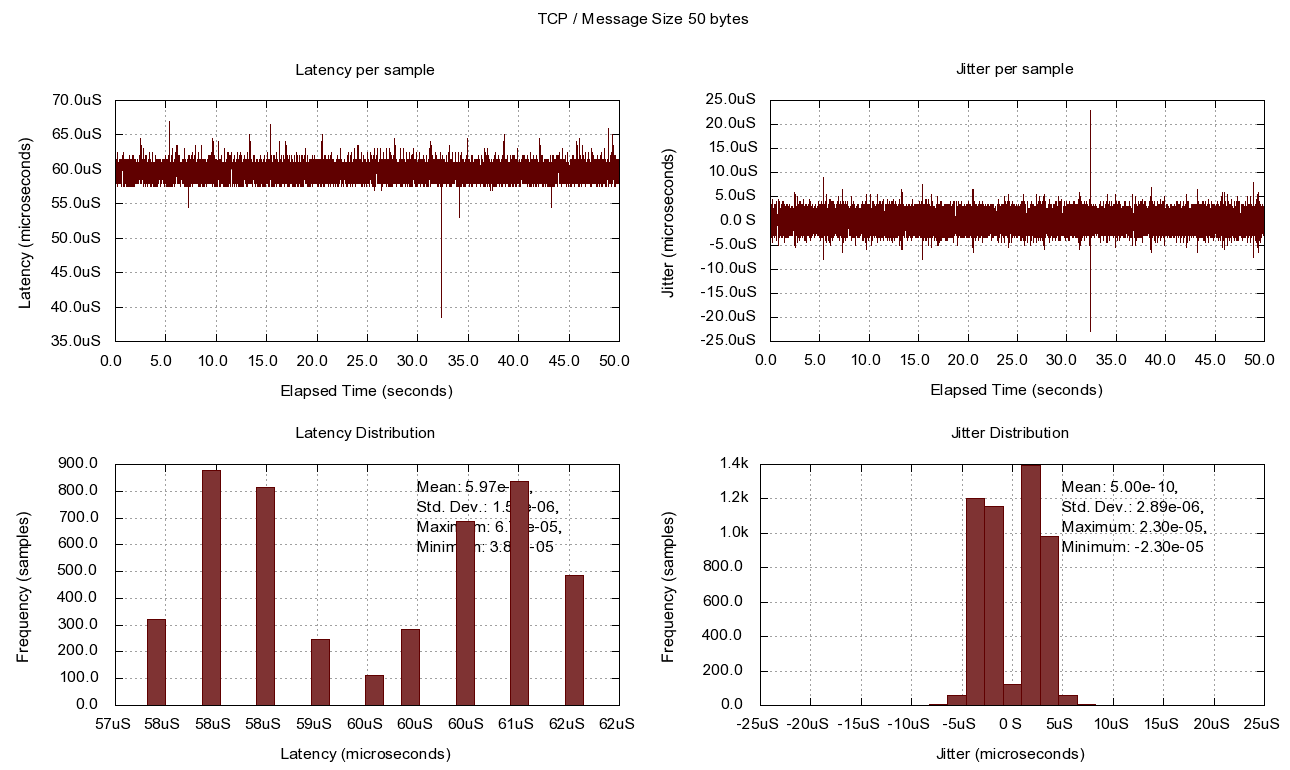 TCP / Message Size 50 bytes
Latency per sample
70.0uS
65.0uS
60.0uS
55.0uS
50.0uS
45.0uS
40.0uS
35.0uS
Latency (microseconds)
0.0 5.0 10.0 15.0 20.0 25.0 30.0 35.0 40.0 45.0 50.0
Elapsed Time (seconds)
Jitter per sample
25.0uS
20.0uS
15.0uS
10.0uS
5.0uS
0.0 S
-5.0uS
-10.0uS
-15.0uS
-20.0uS
-25.0uS
Jitter (microseconds)
0.0 5.0 10.0 15.0 20.0 25.0 30.0 35.0 40.0 45.0 50.0
Elapsed Time (seconds)
Latency Distribution
900.0
800.0
700.0
600.0
500.0
400.0
300.0
200.0
100.0
0.0
Frequency (samples)
Mean:
Std. Dev.:
57uS 58uS 58uS 58uS 59uS 60uS 60uS 60uS 61uS 62uS 62uS
Latency (microseconds)
Jitter Distribution
1.4k
1.2k
1.0k
800.0
600.0
400.0
200.0
0.0
Frequency (samples)
Mean: 5.00e-10,
Std. Dev.: 2.89e-06,
Maximum: 2.30e-05,
Minimum: -2.30e-05
-25uS -20uS -15uS -10uS -5uS 0 S 5uS 10uS 15uS 20uS 25uS
Jitter (microseconds)